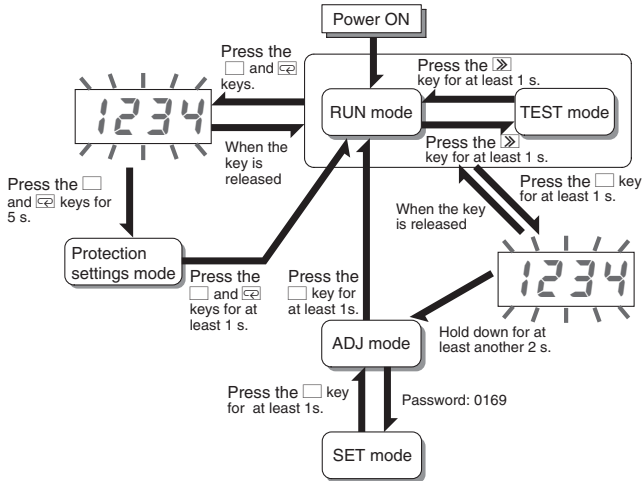 Power ON
Press the
□ and keys.
1234
When the
key is
released
RUN mode
Press the ≫
key for at least 1 s.
TEST mode
Press the ≫
key for at least 1 s.
Press the □
and keys for
5 s.
Protection
settings mode
Press the
□ and
keys for at
least 1 s.
Press the
□ key for
at least 1s.
When the key
is released
Press the □ key
for at least 1 s.
1234
Hold down for at
least another 2 s.
ADJ mode
Press the □ key
for at least 1s.
Password: 0169
SET mode